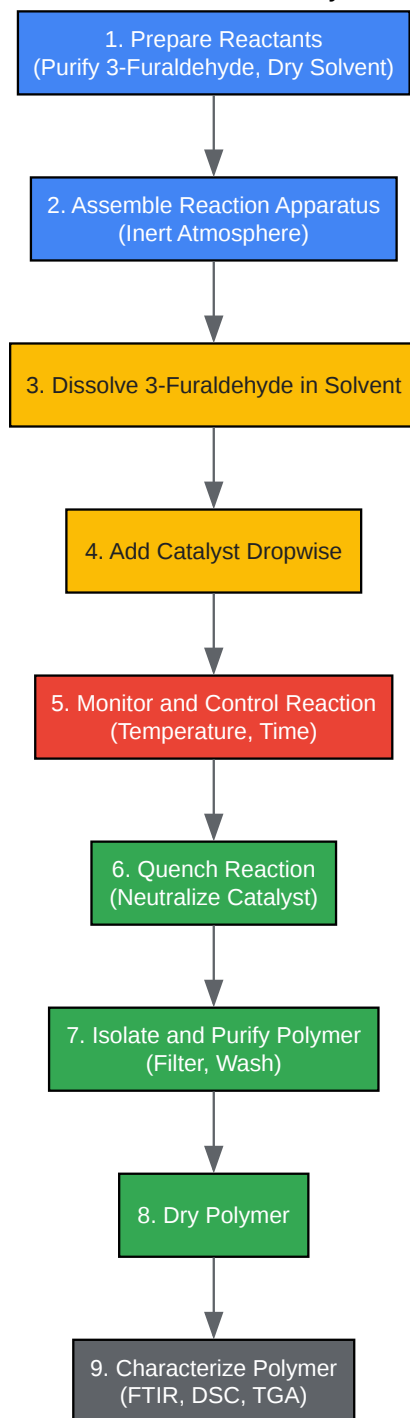 1. Prepare Reactants
(Purify 3-Furaldehyde, Dry Solvent)
2. Assemble Reaction Apparatus
(Inert Atmosphere)
3. Dissolve 3-Furaldehyde in Solvent
4. Add Catalyst Dropwise
5. Monitor and Control Reaction
(Temperature, Time)
6. Quench Reaction
(Neutralize Catalyst)
7. Isolate and Purify Polymer
(Filter, Wash)
8. Dry Polymer
9. Characterize Polymer
(FTIR, DSC, TGA)